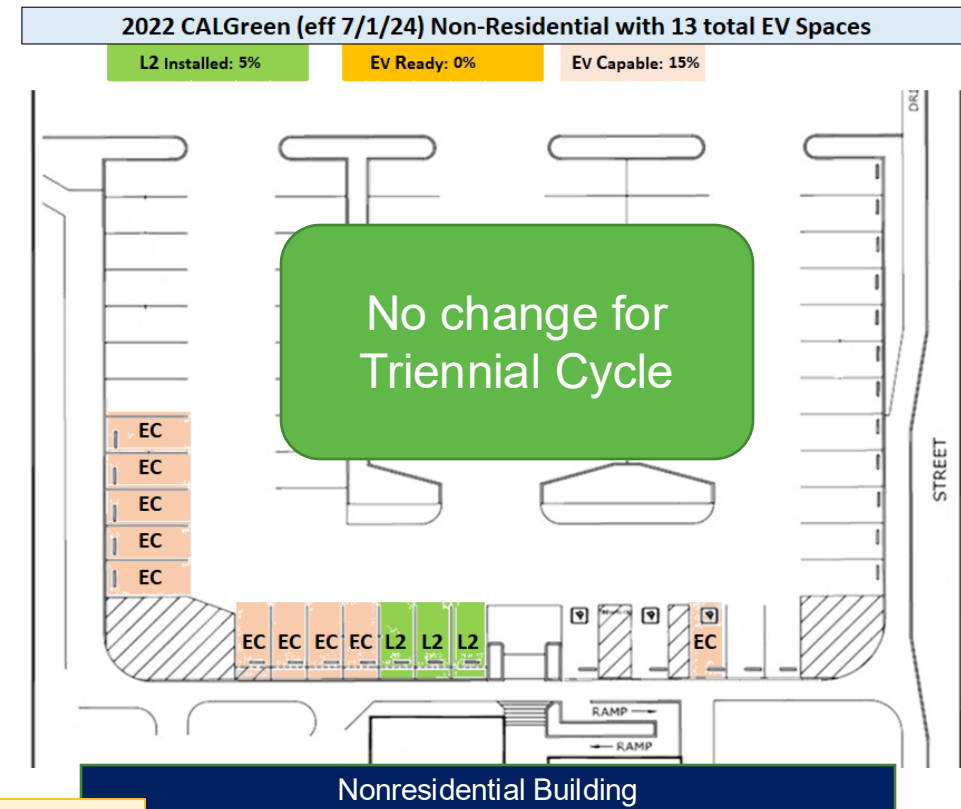 2022 CALGreen (eff 7/1/24) Non-Residential with 13 total EV Spaces
L2 Installed: 5%
EV Ready: 0%
EV Capable: 15%
DRI
No change for
Triennial Cycle
EC
EC
EC
EC
EC
STREET
EC EC EC EC L2 L2 L2
EC
RAMP
RAMP
Nonresidential Building